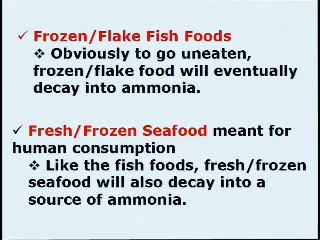 ✓ Frozen/Flake Fish Foods
❖ Obviously to go uneaten,
frozen/flake food will eventually
decay into ammonia.
✓ Fresh/Frozen Seafood meant for
human consumption
❖ Like the fish foods, fresh/frozen
seafood will also decay into a
source of ammonia.